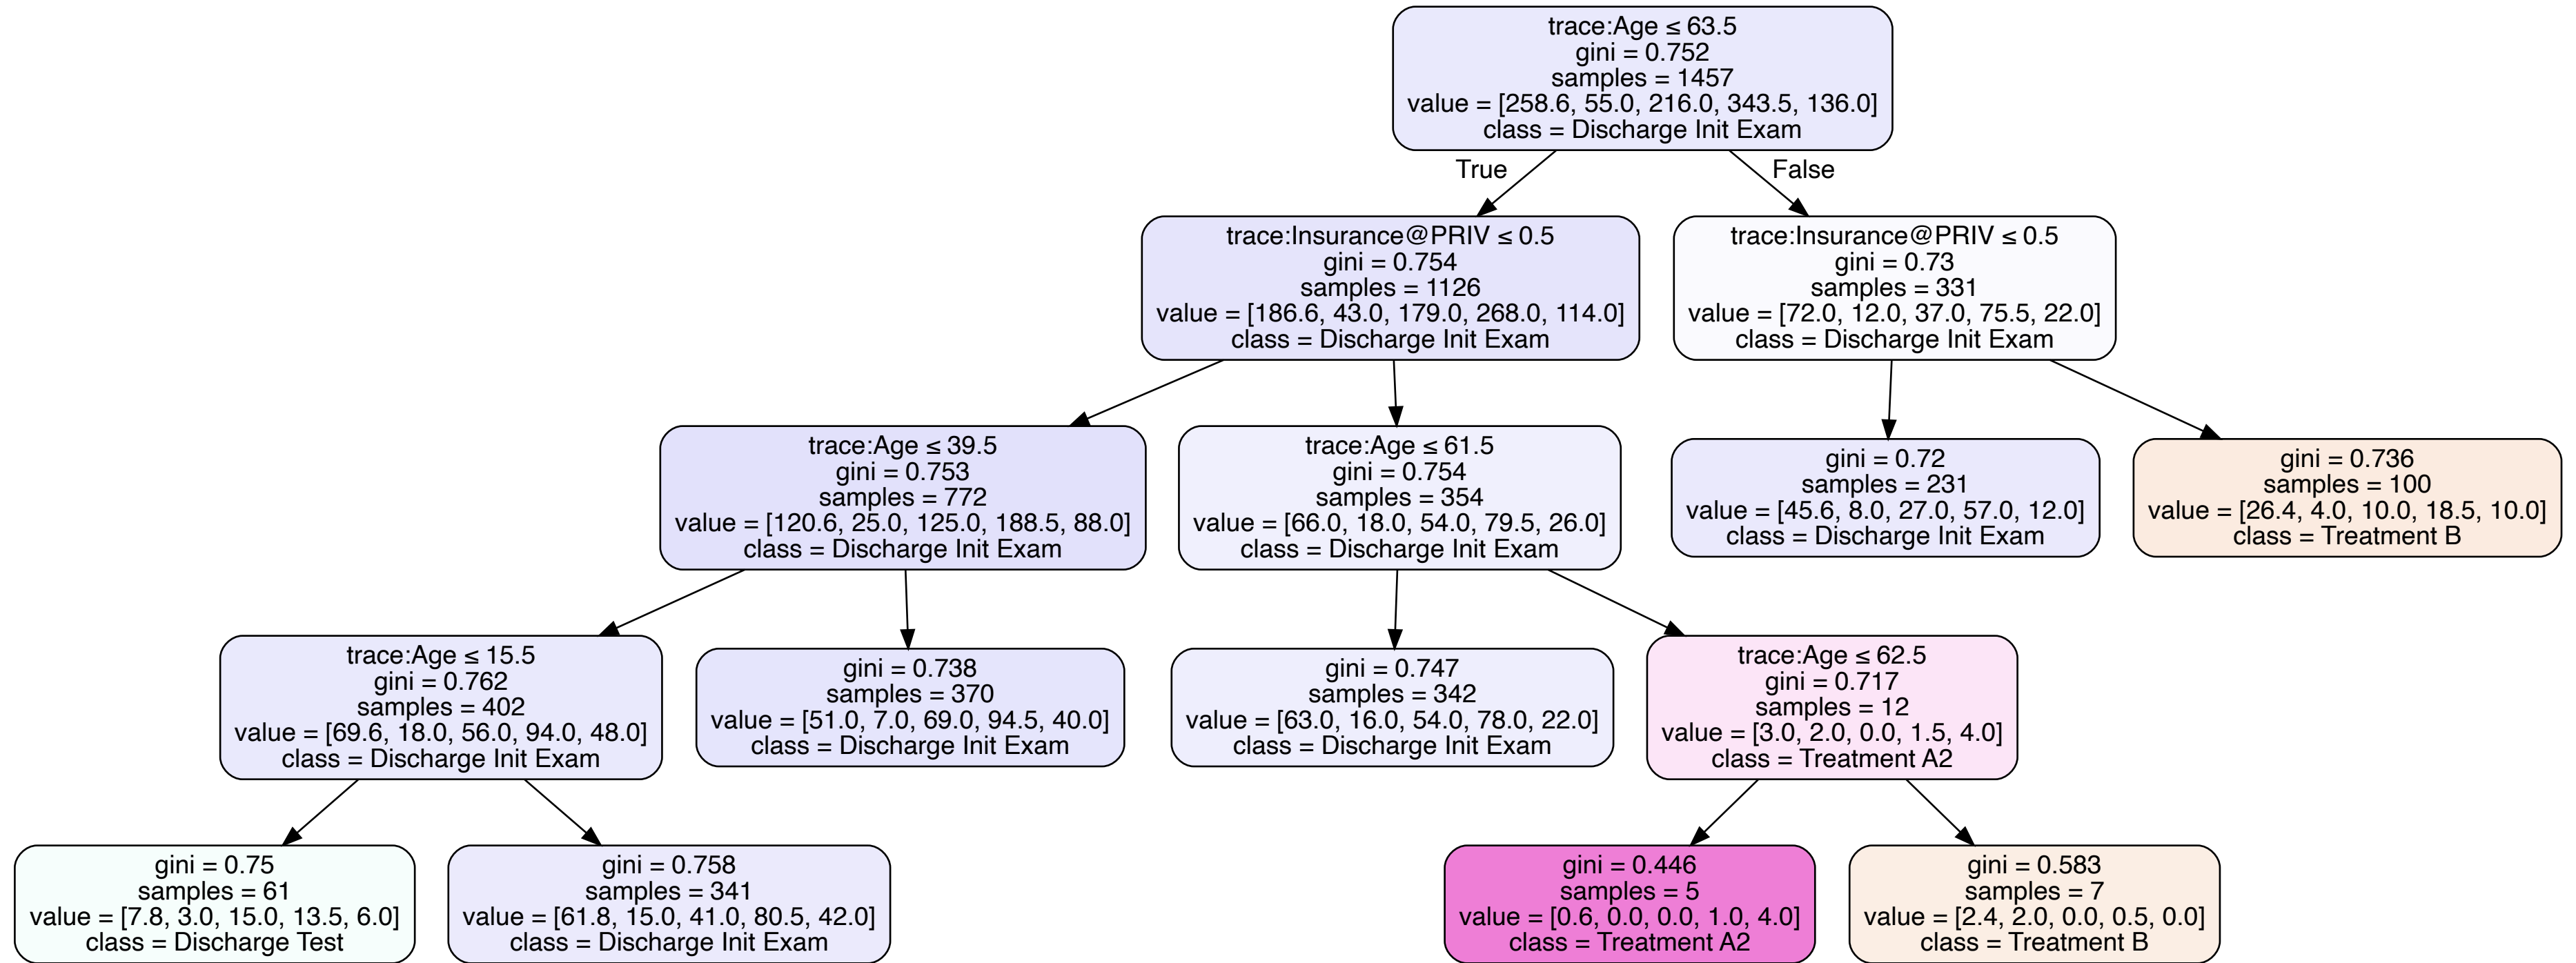 trace:Age ≤ 63.5
gini = 0.752
samples = 1457
value = [258.6, 55.0, 216.0, 343.5, 136.0]
class = Discharge Init Exam
True
False
trace:Insurance@PRIV ≤ 0.5
gini = 0.754
samples = 1126
value = [186.6, 43.0, 179.0, 268.0, 114.0]
class = Discharge Init Exam
trace:Insurance@PRIV ≤ 0.5
gini = 0.73
samples = 331
value = [72.0, 12.0, 37.0, 75.5, 22.0]
class = Discharge Init Exam
trace:Age ≤ 39.5
gini = 0.753
samples = 772
value = [120.6, 25.0, 125.0, 188.5, 88.0]
class = Discharge Init Exam
trace:Age ≤ 61.5
gini = 0.754
samples = 354
value = [66.0, 18.0, 54.0, 79.5, 26.0]
class = Discharge Init Exam
gini = 0.72
samples = 231
value = [45.6, 8.0, 27.0, 57.0, 12.0]
class = Discharge Init Exam
gini = 0.736
samples = 100
value = [26.4, 4.0, 10.0, 18.5, 10.0]
class = Treatment B
trace:Age ≤ 15.5
gini = 0.762
samples = 402
value = [69.6, 18.0, 56.0, 94.0, 48.0]
class = Discharge Init Exam
gini = 0.738
samples = 370
value = [51.0, 7.0, 69.0, 94.5, 40.0]
class = Discharge Init Exam
gini = 0.747
samples = 342
value = [63.0, 16.0, 54.0, 78.0, 22.0]
class = Discharge Init Exam
trace:Age ≤ 62.5
gini = 0.717
samples = 12
value = [3.0, 2.0, 0.0, 1.5, 4.0]
class = Treatment A2
gini = 0.75
samples = 61
value = [7.8, 3.0, 15.0, 13.5, 6.0]
class = Discharge Test
gini = 0.758
samples = 341
value = [61.8, 15.0, 41.0, 80.5, 42.0]
class = Discharge Init Exam
gini = 0.446
samples = 5
value = [0.6, 0.0, 0.0, 1.0, 4.0]
class = Treatment A2
gini = 0.583
samples = 7
value = [2.4, 2.0, 0.0, 0.5, 0.0]
class = Treatment B